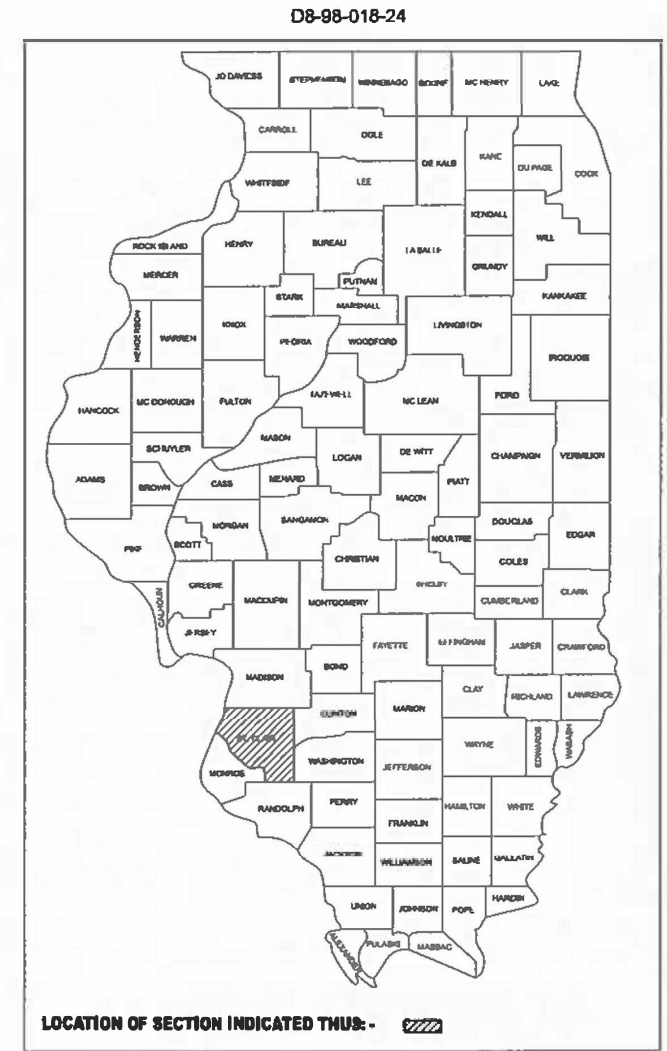 D8-98-018-24
JO DAVIESS STEPHENSON WINNEBAGO BOONE MC HENRY LAKE
CARROLL OGLE DE KALB KANE DU PAGE COOK
WHITESIDE LEE
KENDALL
ROCK ISLAND HENRY BUREAU LA SALLE GRUNDY WILL
MERCER
STARK PUTNAM
MARSHALL KANKAKEE
HENDERSON WARREN KNOX PEORIA WOODFORD LIVINGSTON IROQUOIS
HANCOCK MC DONOUGH FULTON TAZEWELL MC LEAN FORD
SCHUYLER MASON LOGAN DE WITT CHAMPAIGN VERMILION
ADAMS BROWN CASS MENARD PIATT
MACON
PIKE SCOTT MORGAN SANGAMON DOUGLAS EDGAR
MOULTRIE
CHRISTIAN COLES
CALHOUN GREENE MACOUPIN MONTGOMERY SHELBY CUMBERLAND CLARK
JERSEY
FAYETTE EFFINGHAM JASPER CRAWFORD
MADISON BOND
CLAY RICHLAND LAWRENCE
CLINTON MARION
ST. CLAIR WAYNE EDWARDS WABASH
MONROE WASHINGTON JEFFERSON
RANDOLPH PERRY HAMILTON WHITE
FRANKLIN
JACKSON WILLIAMSON SALINE GALLATIN
UNION JOHNSON POPE HARDIN
ALEXANDER PULASKI MASSAC
LOCATION OF SECTION INDICATED THUS: -